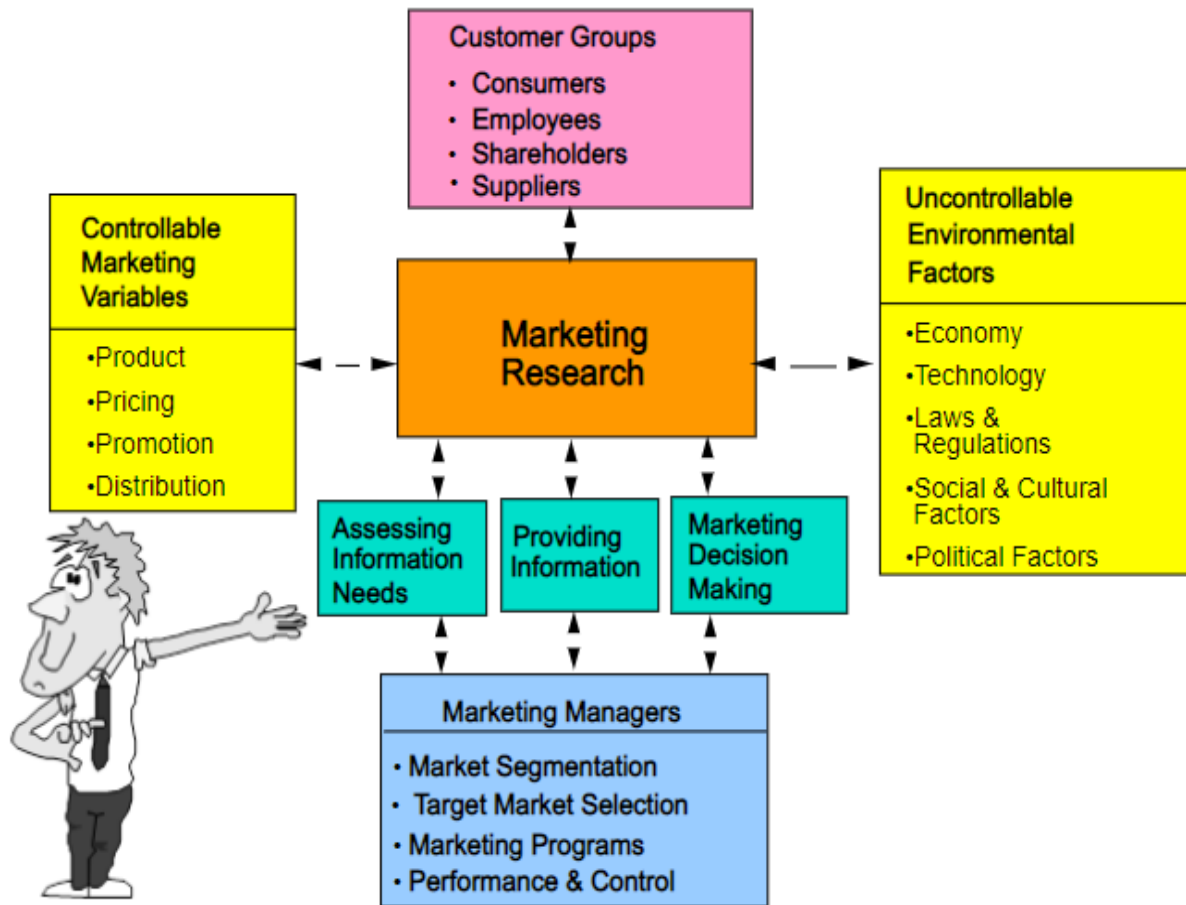 Customer Groups
• Consumers
• Employees
• Shareholders
• Suppliers
Controllable
Marketing
Variables
•Product
•Pricing
•Promotion
•Distribution
Marketing
Research
Uncontrollable
Environmental
Factors
•Economy
•Technology
•Laws &
Regulations
•Social & Cultural
Factors
•Political Factors
Assessing
Information
Needs
Providing
Information
Marketing
Decision
Making
Marketing Managers
• Market Segmentation
• Target Market Selection
• Marketing Programs
• Performance & Control